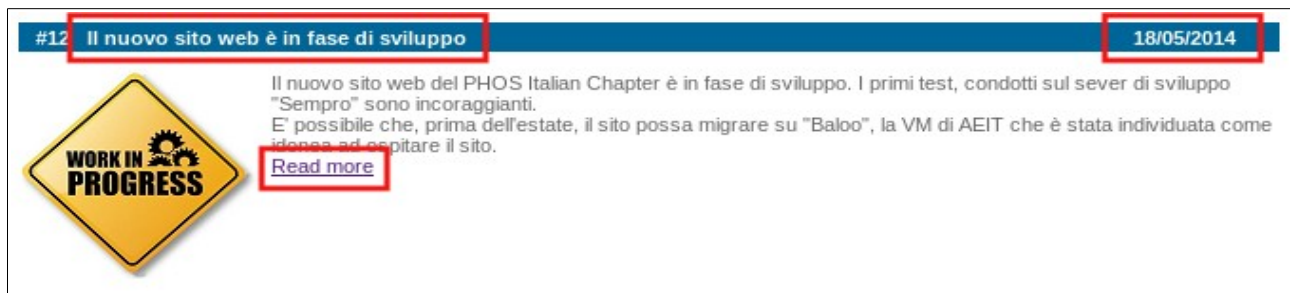 #12 Il nuovo sito web è in fase di sviluppo 18/05/2014
Il nuovo sito web del PHOS Italian Chapter è in fase di sviluppo. I primi test, condotti sul sever di sviluppo
"Sempro" sono incoraggianti.
E' possibile che, prima dell'estate, il sito possa migrare su "Baloo", la VM di AEIT che è stata individuata come
idonea ad ospitare il sito.
Read more
WORK IN
PROGRESS